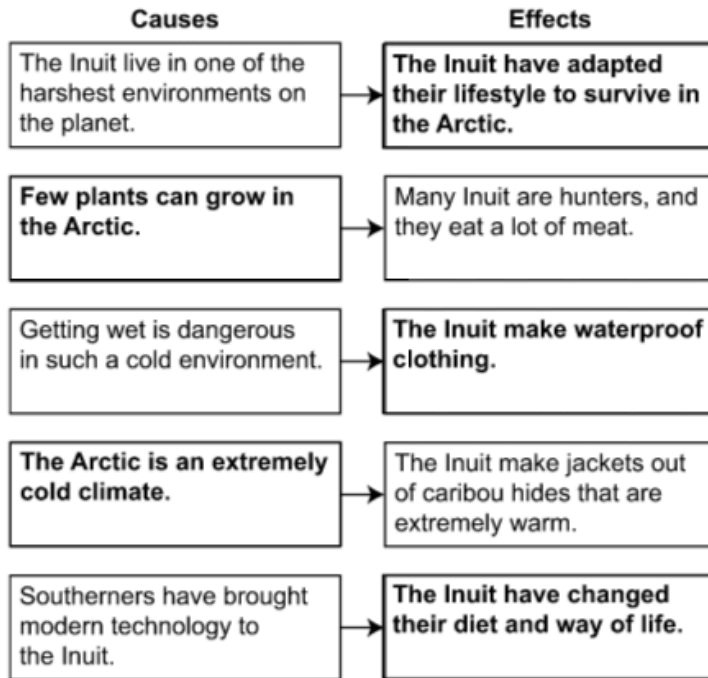 Causes
Effects
The Inuit live in one of the
harshest environments on
the planet.
The Inuit have adapted
their lifestyle to survive in
the Arctic.
Few plants can grow in
the Arctic.
Many Inuit are hunters, and
they eat a lot of meat.
Getting wet is dangerous
in such a cold environment.
The Inuit make waterproof
clothing.
The Arctic is an extremely
cold climate.
The Inuit make jackets out
of caribou hides that are
extremely warm.
Southerners have brought
modern technology to
the Inuit.
The Inuit have changed
their diet and way of life.